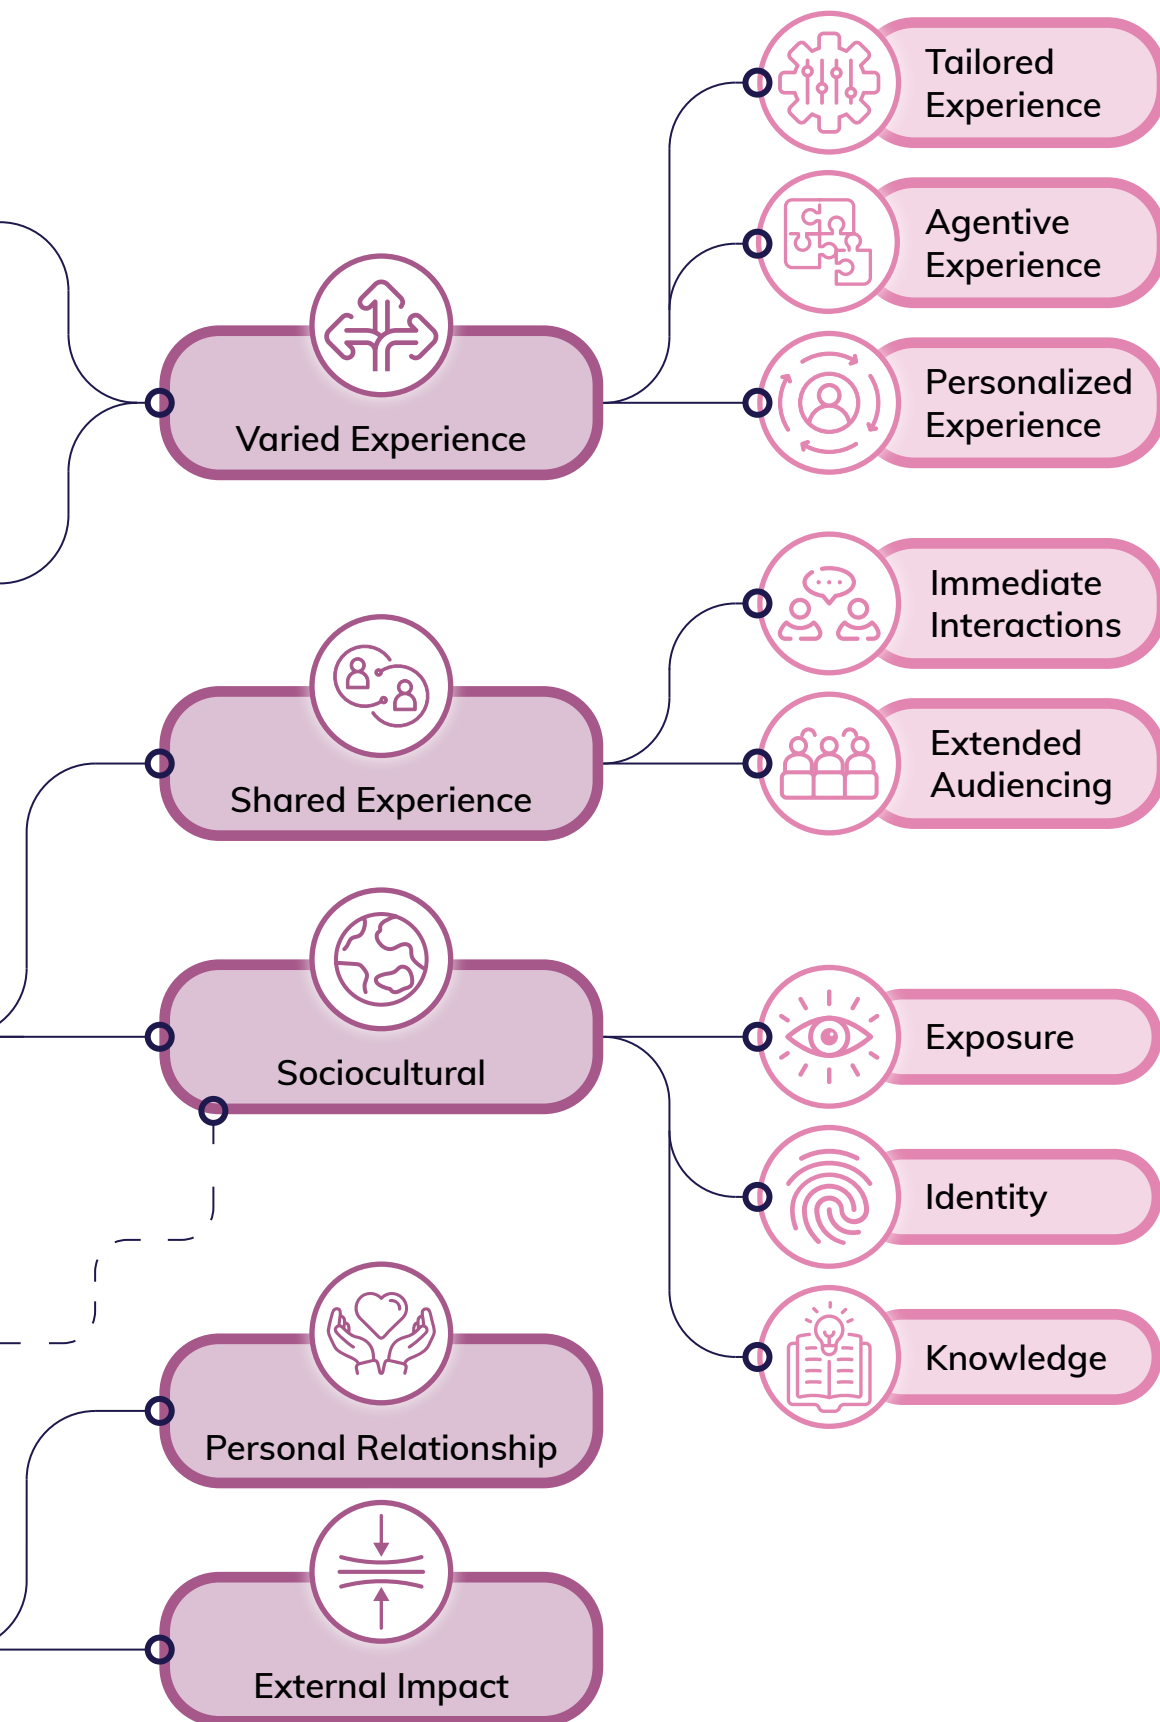 Tailored
Experience
Agentive
Experience
Personalized
Experience
Varied Experience
Immediate
Interactions
Extended
Audiencing
Shared Experience
Exposure
Identity
Knowledge
Sociocultural
Personal Relationship
External Impact